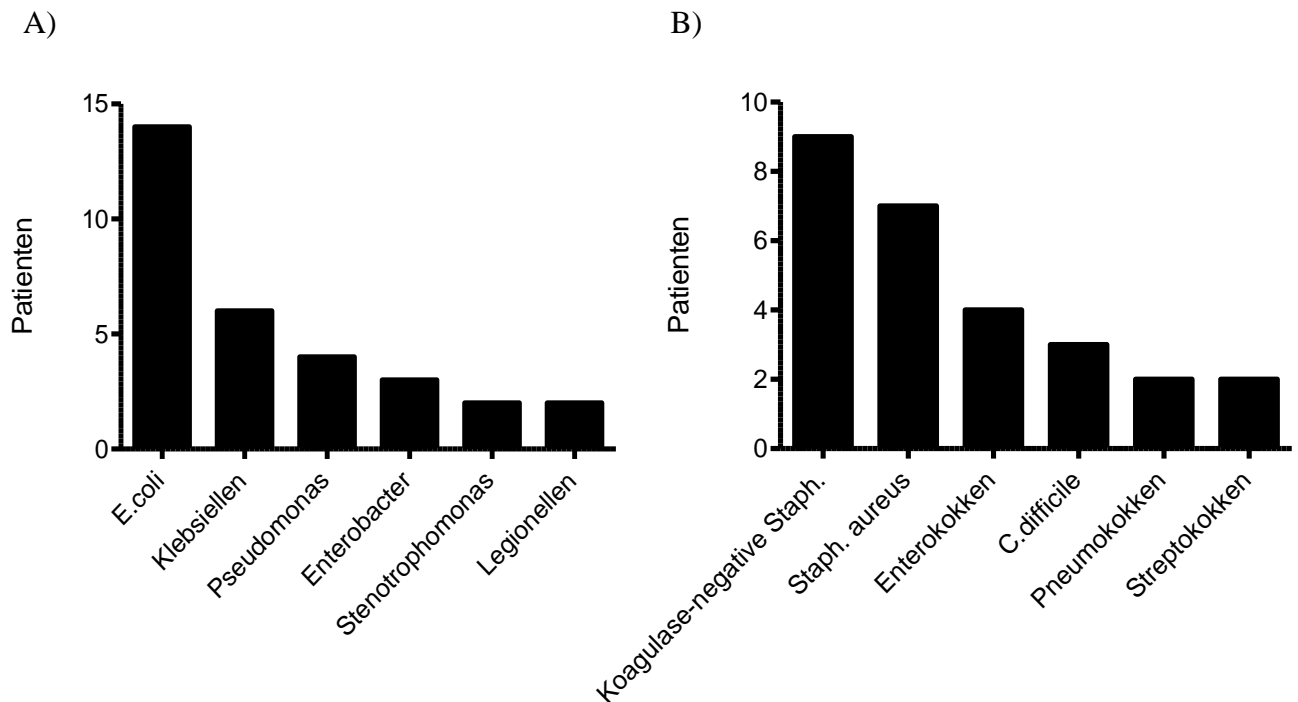 A)
Patienten
15
10
5
0
E.coli
Klebsiellen
Pseudomonas
Enterobacter
Stenotrophomonas
Legionellen
B)
Patienten
10
8
6
4
2
0
Koagulase-negative Staph.
Staph. aureus
Enterokokken
C.difficile
Pneumokokken
Streptokokken